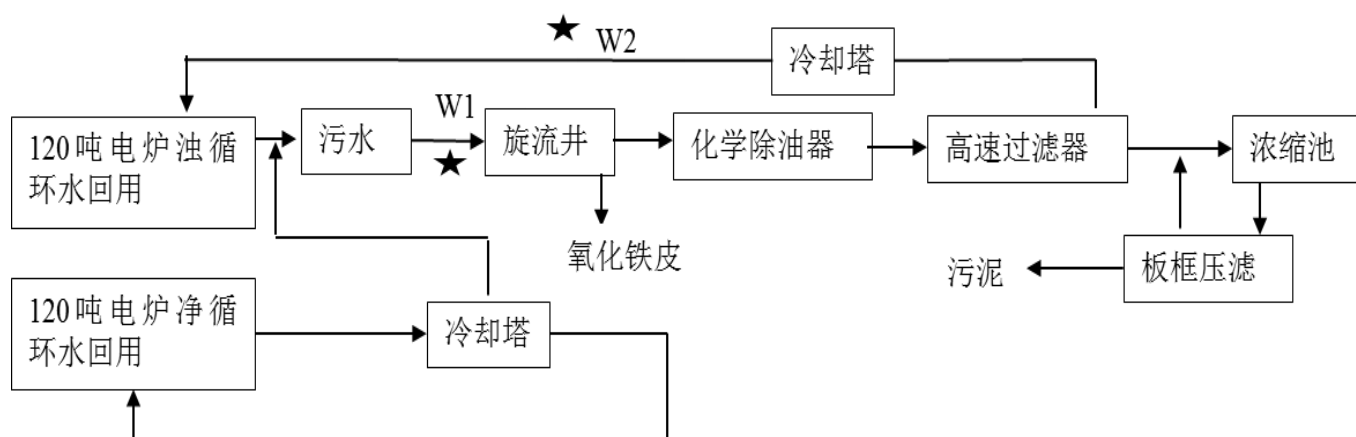 ★ W2
冷却塔
120吨电炉浊循
环水回用
污水
W1
★
旋流井
化学除油器
高速过滤器
浓缩池
氧化铁皮
污泥
板框压滤
120吨电炉净循
环水回用
冷却塔